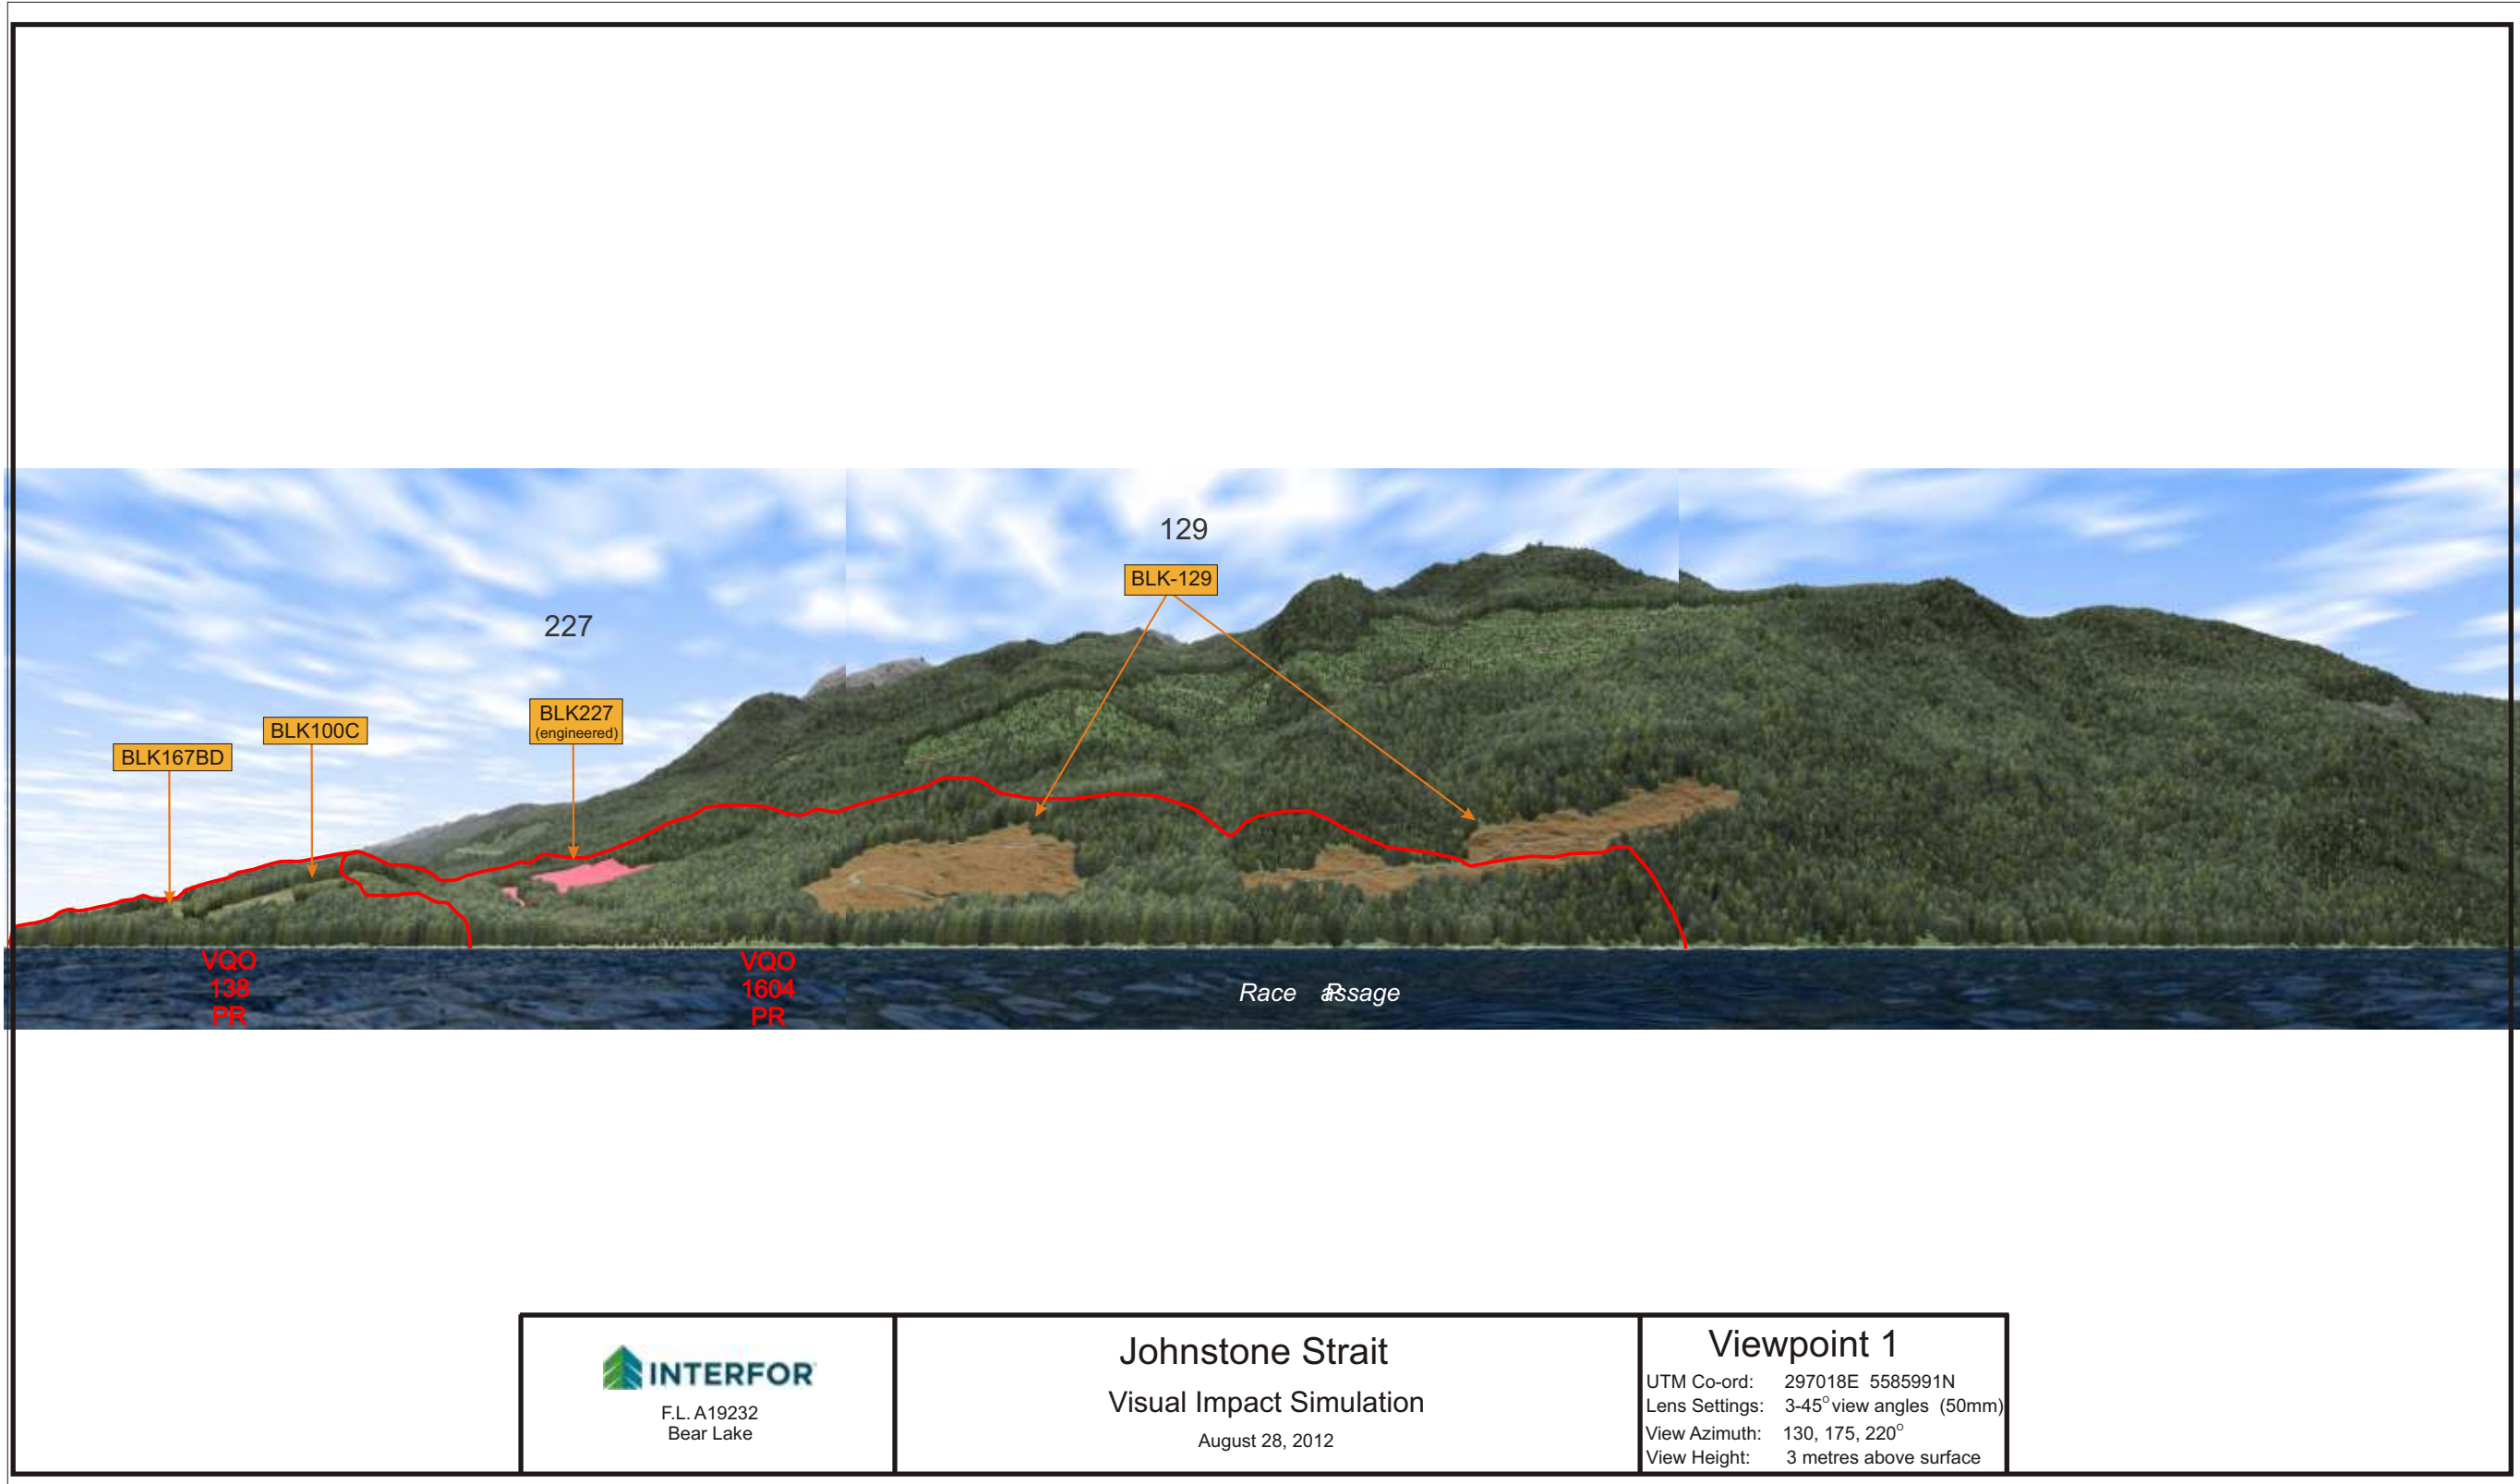 129
BLK-129
227
BLK227
(engineered)
BLK100C
BLK167BD
VQO
138
PR
VQO
1604
PR
Race Passage
INTERFOR
F.L. A19232
Bear Lake
Johnstone Strait
Visual Impact Simulation
August 28, 2012
Viewpoint 1
UTM Co-ord: 297018E 5585991N
Lens Settings: 3-45° view angles (50mm)
View Azimuth: 130, 175, 220°
View Height: 3 metres above surface